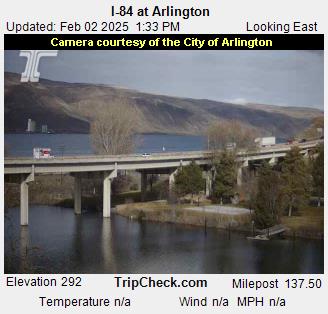 I-84 at Arlington
Updated: Feb 02 2025 1:33 PM Looking East
Camera courtesy of the City of Arlington
Elevation 292 TripCheck.com Milepost 137.50
Temperature n/a Wind n/a MPH n/a